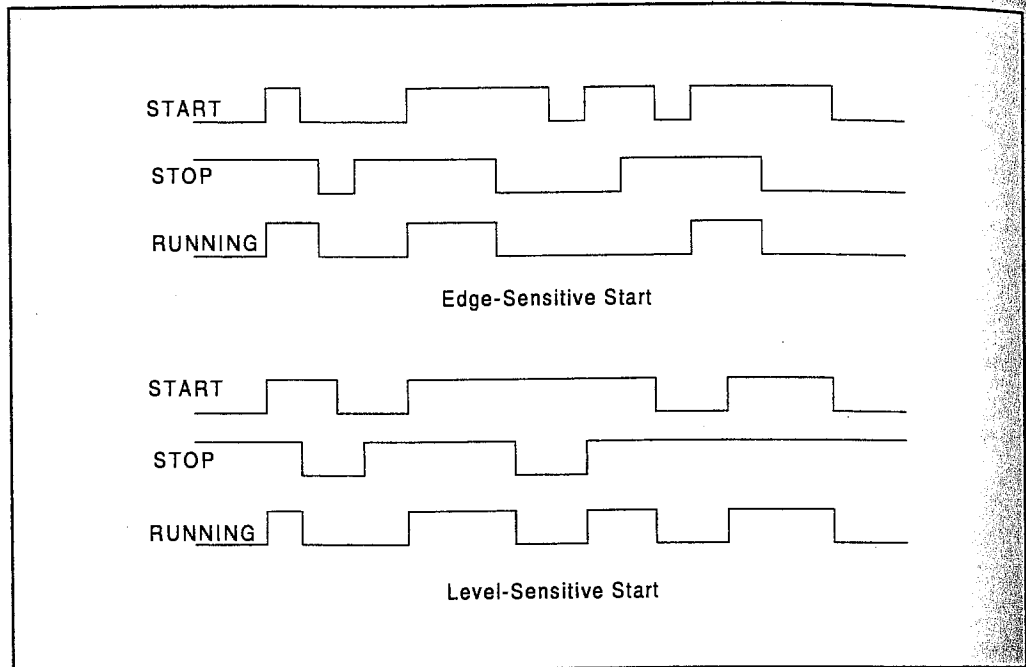 START
STOP
RUNNING
Edge-Sensitive Start
START
STOP
RUNNING
Level-Sensitive Start